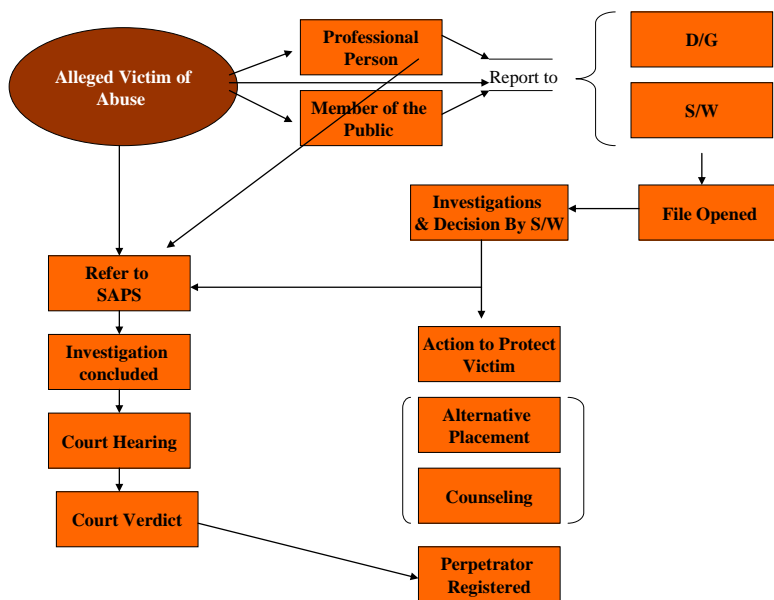 Alleged Victim of
Abuse
Professional
Person
Member of the
Public
Report to
D/G
S/W
File Opened
Investigations
& Decision By S/W
Refer to
SAPS
Action to Protect
Victim
Investigation
concluded
Alternative
Placement
Court Hearing
Counseling
Court Verdict
Perpetrator
Registered